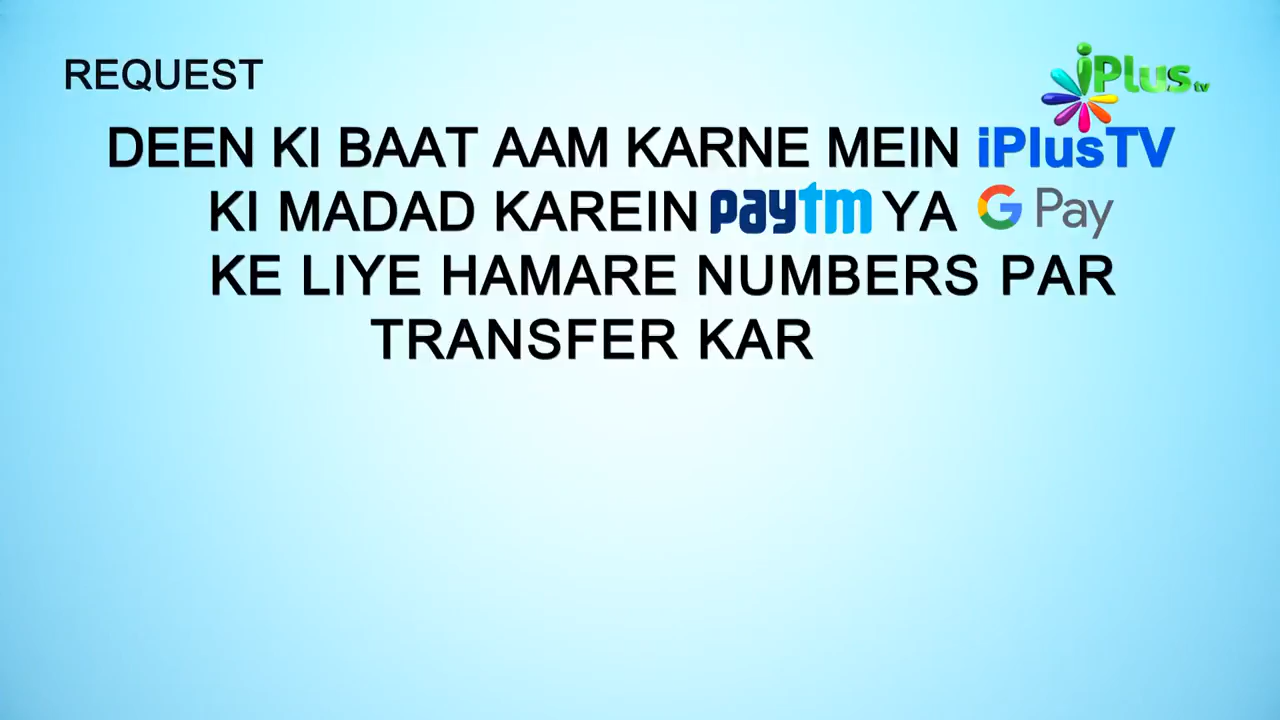 REQUEST
iPlus tv
DEEN KI BAAT AAM KARNE MEIN iPlusTV
KI MADAD KAREIN paytm YA G Pay
KE LIYE HAMARE NUMBERS PAR
TRANSFER KAR